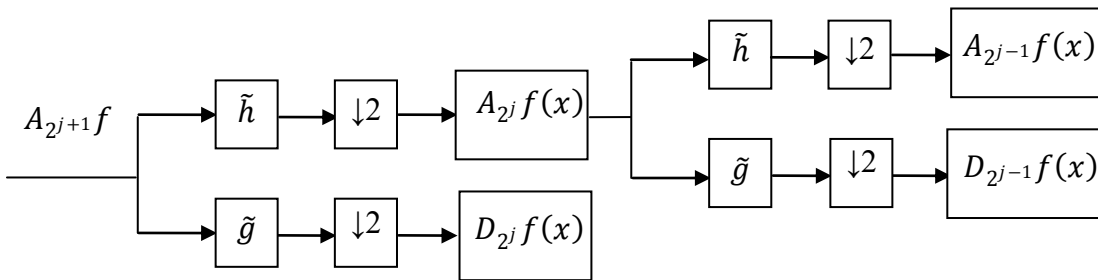 A_{2^{j+1}}f
h̃
↓2
A_{2^j}f(x)
g̃
↓2
D_{2^j}f(x)
h̃
↓2
A_{2^{j-1}}f(x)
g̃
↓2
D_{2^{j-1}}f(x)